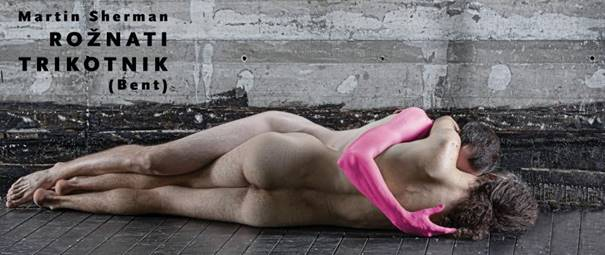 Martin Sherman
ROŽNATI
TRIKOTNIK
(Bent)